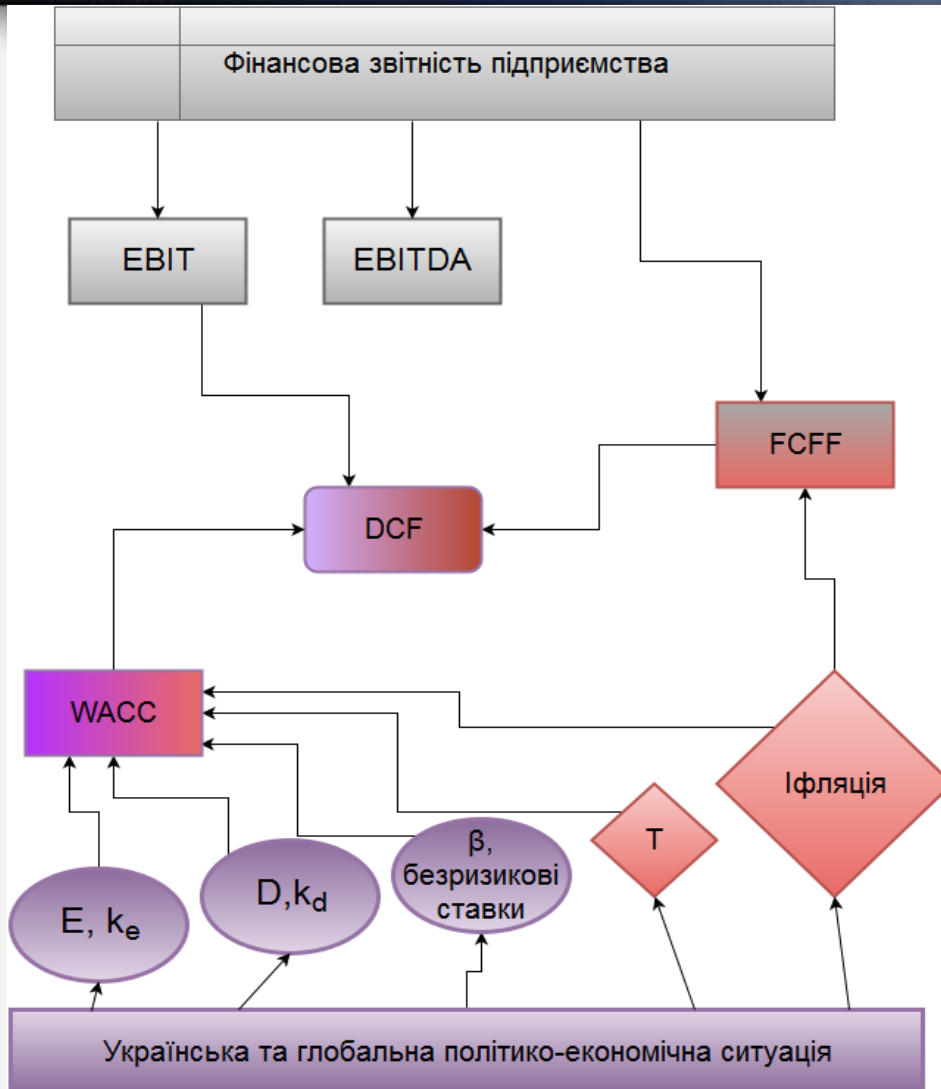 Фінансова звітність підприємства
EBIT
EBITDA
FCFF
DCF
WACC
Іфляція
T
β,
безризикові
ставки
D,kd
E, ke
Українська та глобальна політико-економічна ситуація